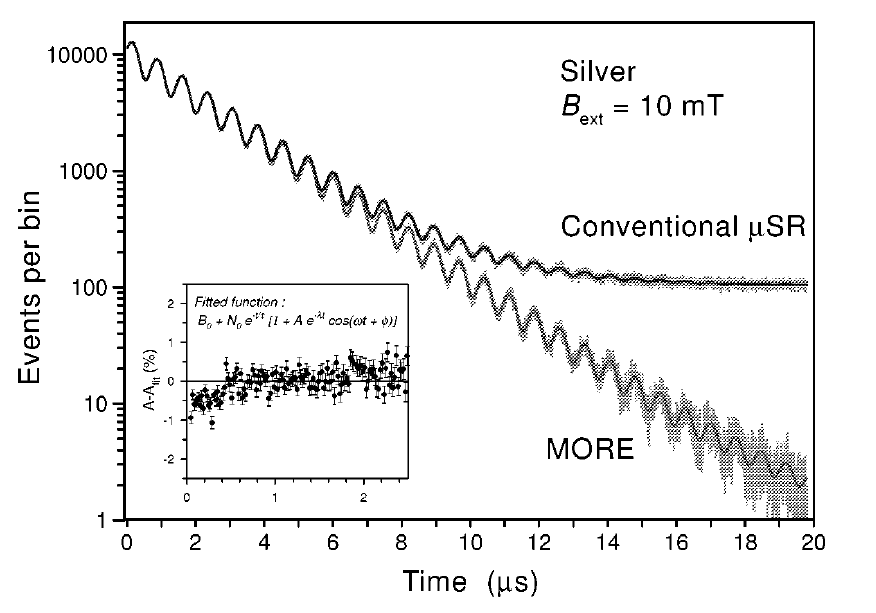 Silver
B_ext = 10 mT
Conventional μSR
MORE
Events per bin
10000
1000
100
10
1
0 2 4 6 8 10 12 14 16 18 20
Time (μs)
Fitted function :
B_0 + N_0 e^-t/τ [1 + A e^-λt cos(ωt + φ)]
A-A_fit (%)
2
1
0
-1
-2
0 1 2